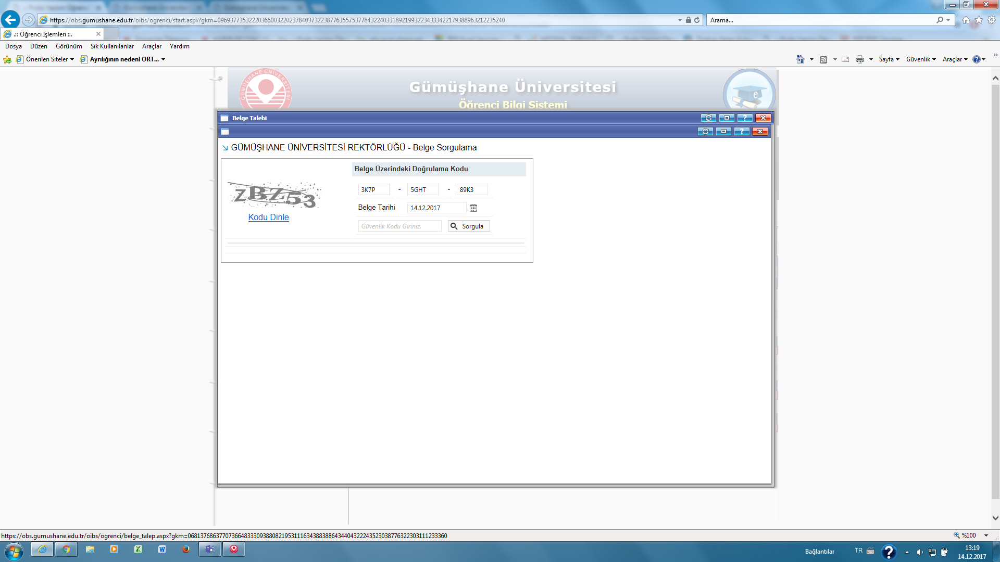 https://obs.gumushane.edu.tr/oibs/ogrenci/start.aspx?gkm=0969377353222036600322023784037322387763557537784322403318921993223433342217938896321223524​0
Arama...
.:: Öğrenci İşlemleri ::.
Dosya Düzen Görünüm Sık Kullanılanlar Araçlar Yardım
Önerilen Siteler Ayrılığının nedeni ORT... Sayfa Güvenlik Araçlar
GÜMÜŞHANE ÜNİVERSİTESİ
Gümüşhane Üniversitesi
Öğrenci Bilgi Sistemi
e
Belge Talebi
GÜMÜŞHANE ÜNİVERSİTESİ REKTÖRLÜĞÜ - Belge Sorgulama
Belge Üzerindeki Doğrulama Kodu
zBZ53
Kodu Dinle
3K7P - 5GHT - 89K3
Belge Tarihi 14.12.2017
Güvenlik Kodu Giriniz. Sorgula
https://obs.gumushane.edu.tr/oibs/ogrenci/belge_talep.aspx?gkm=068137686377073664833309388082195311163438838864344043222435230387763223031112333​60
%100
Bağlantılar TR 13:19
14.12.2017